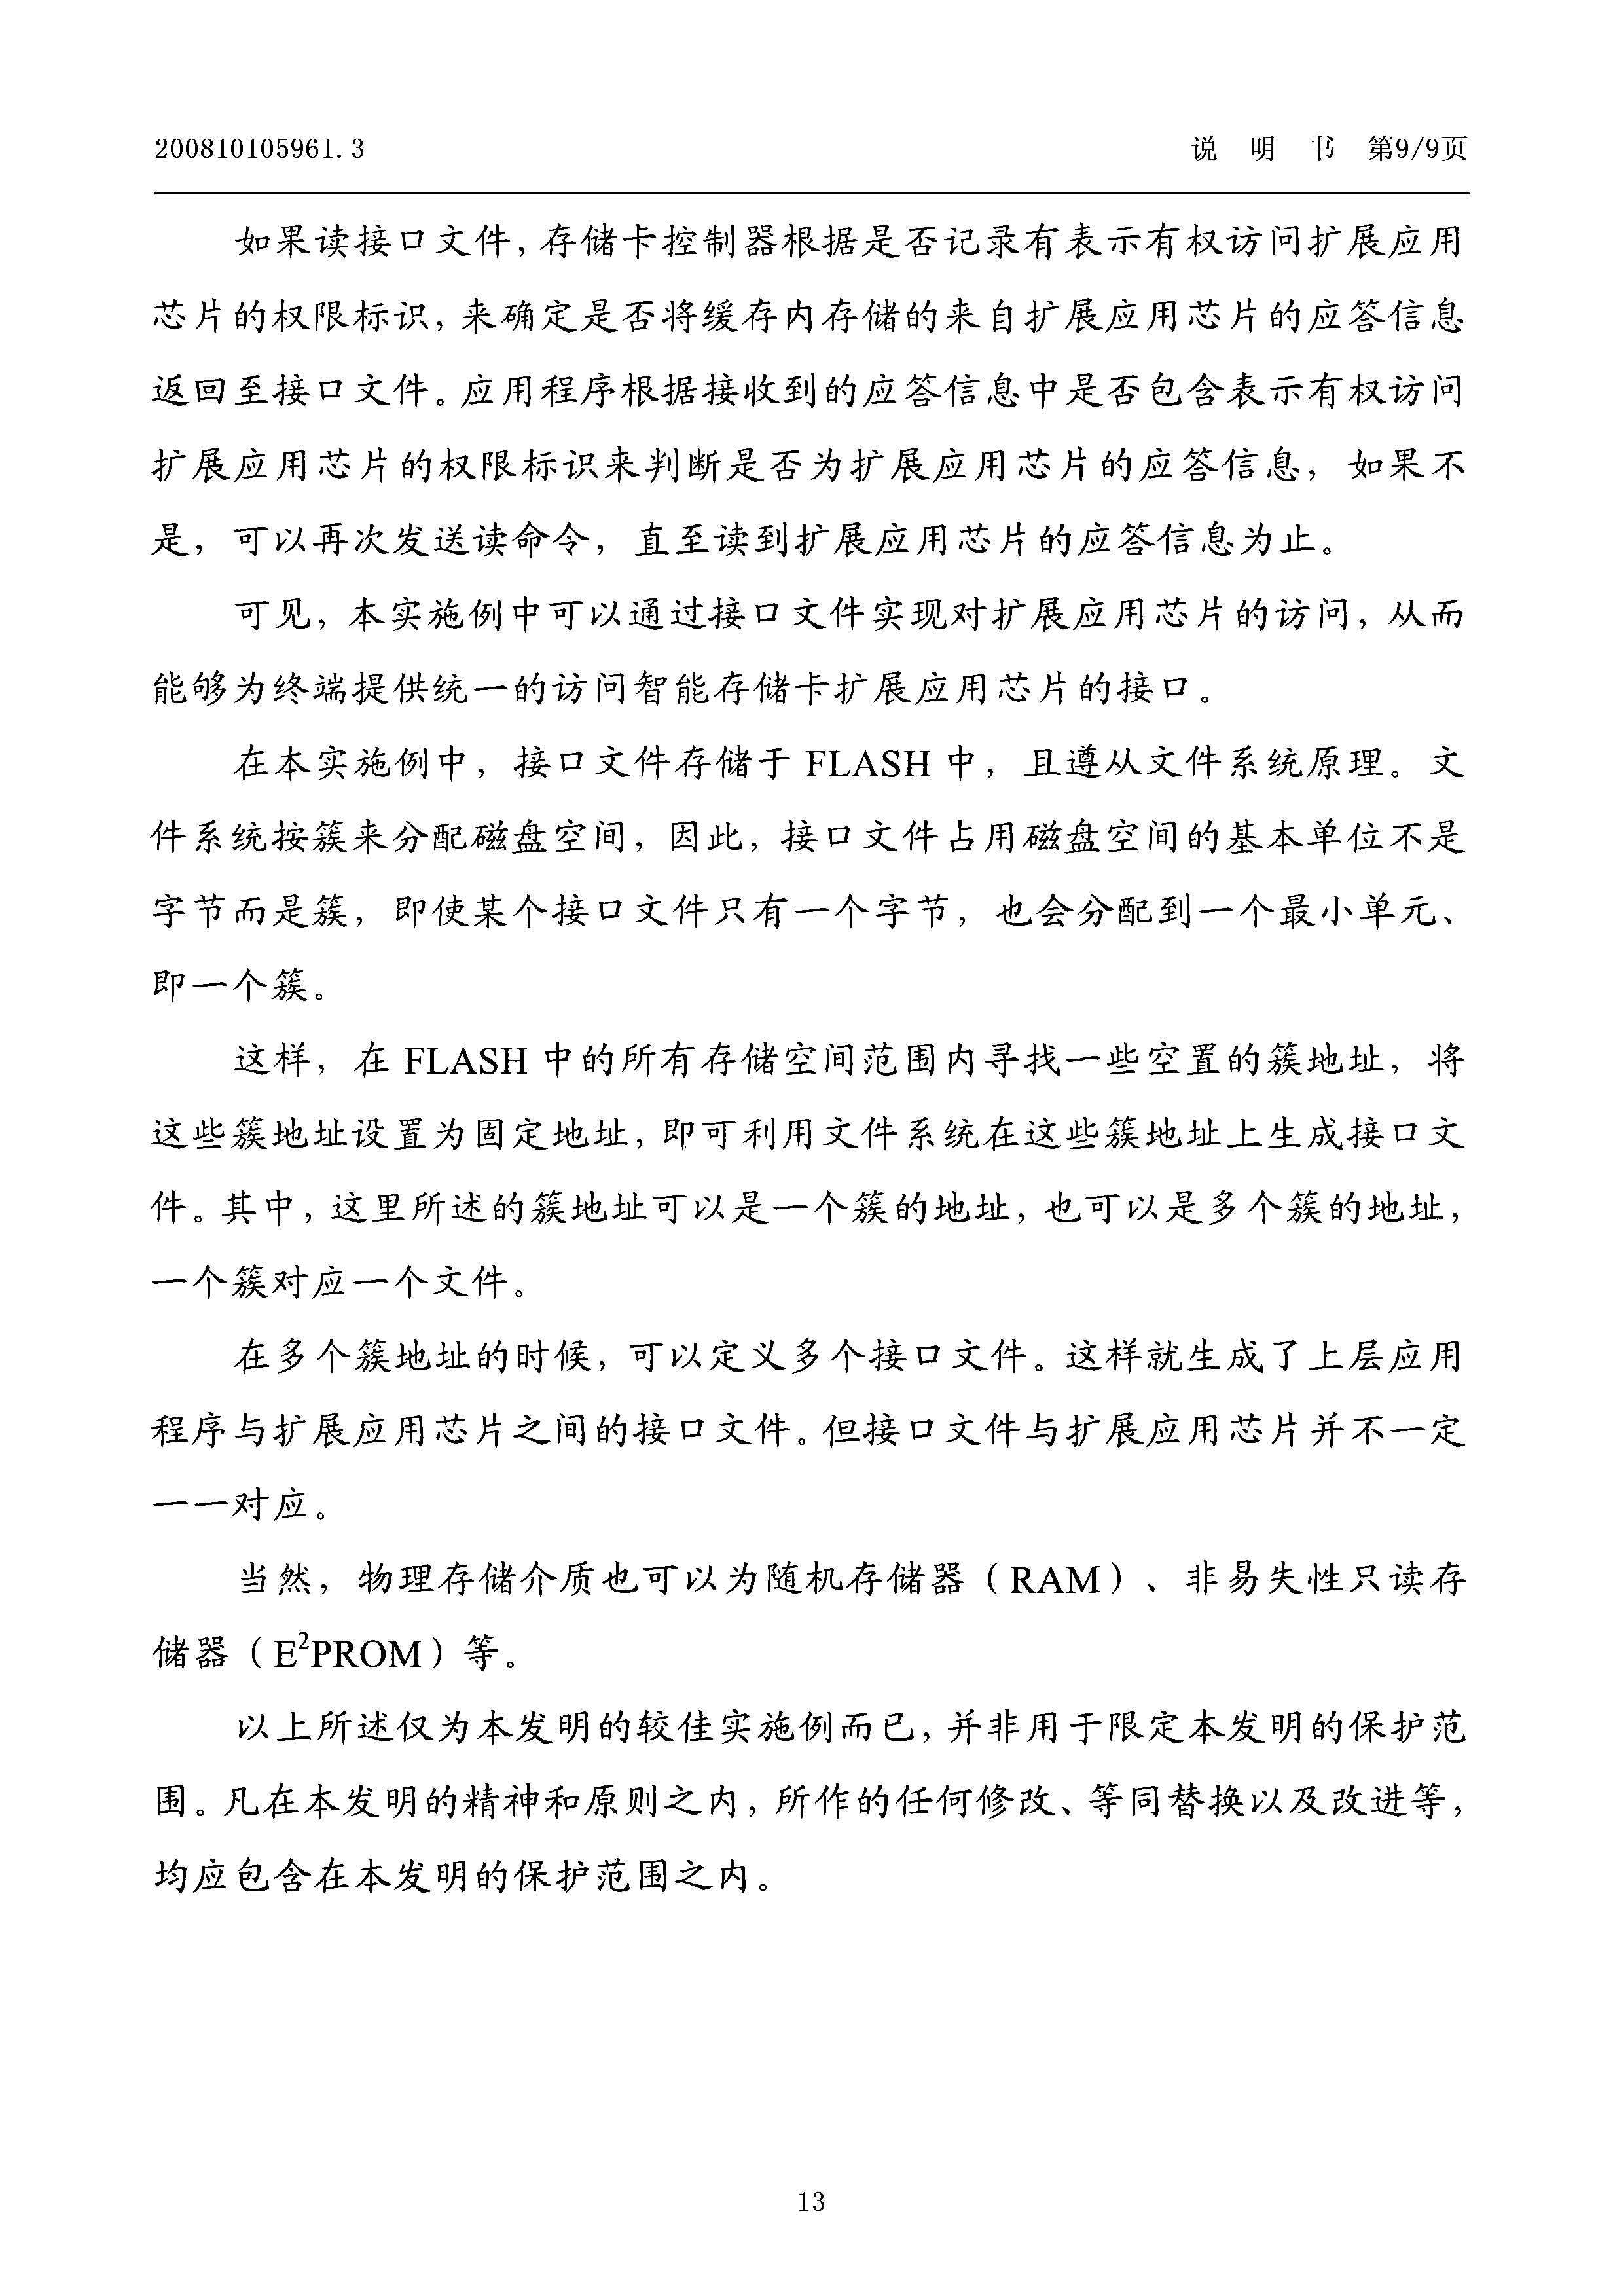 200810105961.3 说 明 书 第9/9页
如果读接口文件，存储卡控制器根据是否记录有表示有权访问扩展应用
芯片的权限标识，来确定是否将缓存内存储的来自扩展应用芯片的应答信息
返回至接口文件。应用程序根据接收到的应答信息中是否包含表示有权访问
扩展应用芯片的权限标识来判断是否为扩展应用芯片的应答信息，如果不
是，可以再次发送读命令，直至读到扩展应用芯片的应答信息为止。
可见，本实施例中可以通过接口文件实现对扩展应用芯片的访问，从而
能够为终端提供统一的访问智能存储卡扩展应用芯片的接口。
在本实施例中，接口文件存储于 FLASH 中，且遵从文件系统原理。文
件系统按簇来分配磁盘空间，因此，接口文件占用磁盘空间的基本单位不是
字节而是簇，即使某个接口文件只有一个字节，也会分配到一个最小单元、
即一个簇。
这样，在 FLASH 中的所有存储空间范围内寻找一些空置的簇地址，将
这些簇地址设置为固定地址，即可利用文件系统在这些簇地址上生成接口文
件。其中，这里所述的簇地址可以是一个簇的地址，也可以是多个簇的地址，
一个簇对应一个文件。
在多个簇地址的时候，可以定义多个接口文件。这样就生成了上层应用
程序与扩展应用芯片之间的接口文件。但接口文件与扩展应用芯片并不一定
一一对应。
当然，物理存储介质也可以为随机存储器（RAM）、非易失性只读存
储器（E²PROM）等。
以上所述仅为本发明的较佳实施例而已，并非用于限定本发明的保护范
围。凡在本发明的精神和原则之内，所作的任何修改、等同替换以及改进等，
均应包含在本发明的保护范围之内。
13